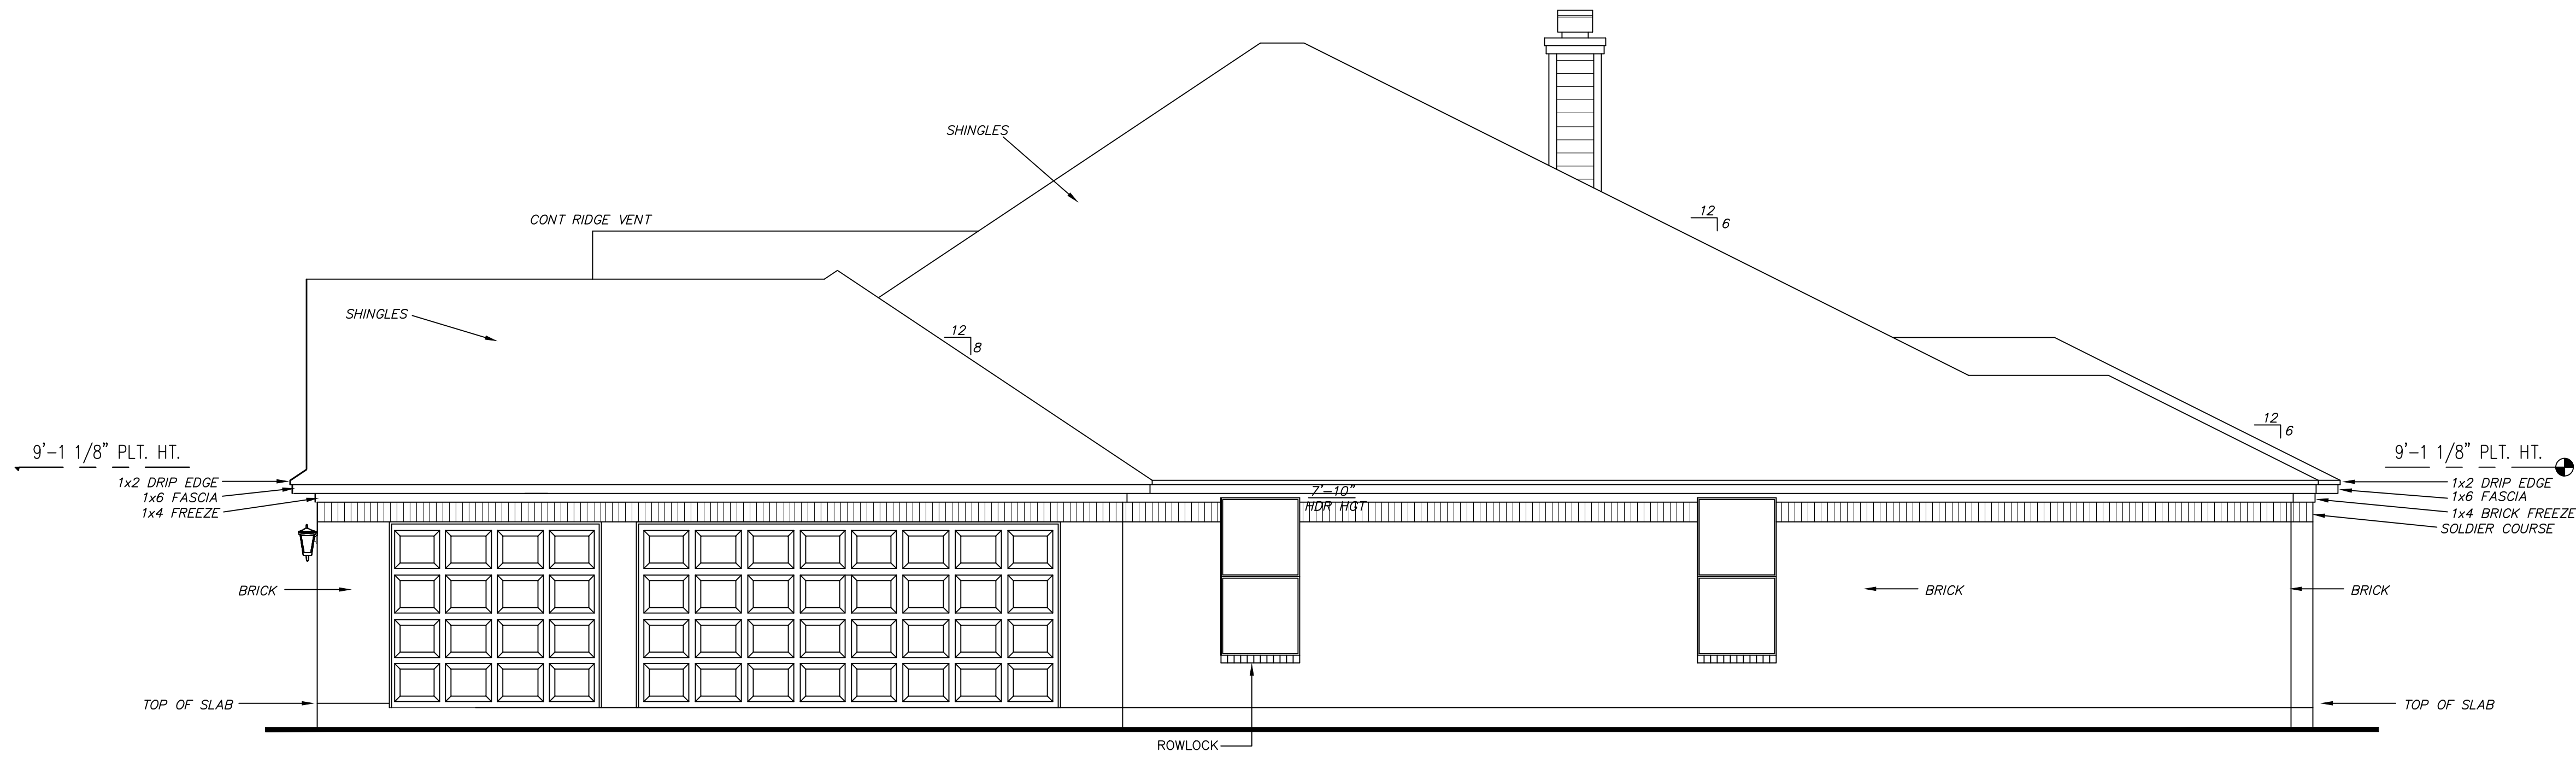 SHINGLES
CONT RIDGE VENT
12
6
SHINGLES
12
8
12
6
9'-1 1/8" PLT. HT.
9'-1 1/8" PLT. HT.
1x2 DRIP EDGE
1x6 FASCIA
1x4 FREEZE
7'-10"
HDR HGT
1x2 DRIP EDGE
1x6 FASCIA
1x4 BRICK FREEZE
SOLDIER COURSE
BRICK
BRICK
BRICK
TOP OF SLAB
TOP OF SLAB
ROWLOCK